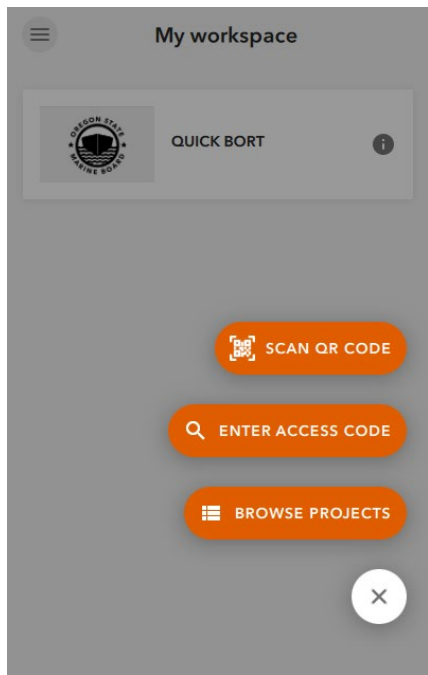 My workspace
OREGON STATE
MARINE BOARD
QUICK BORT
SCAN QR CODE
ENTER ACCESS CODE
BROWSE PROJECTS